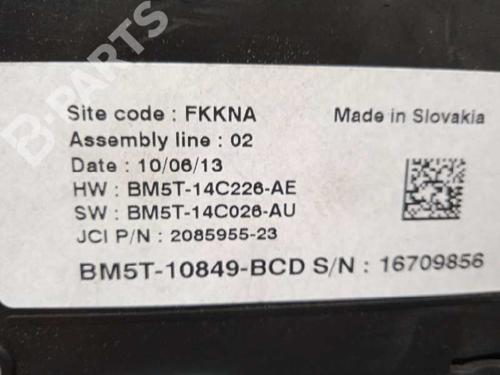 B-PARTS
Site code : FKKNA
Made in Slovakia
Assembly line : 02
Date : 10/06/13
HW : BM5T-14C226-AE
SW : BM5T-14C026-AU
JCI P/N : 2085955-23
BM5T-10849-BCD S/N : 16709856